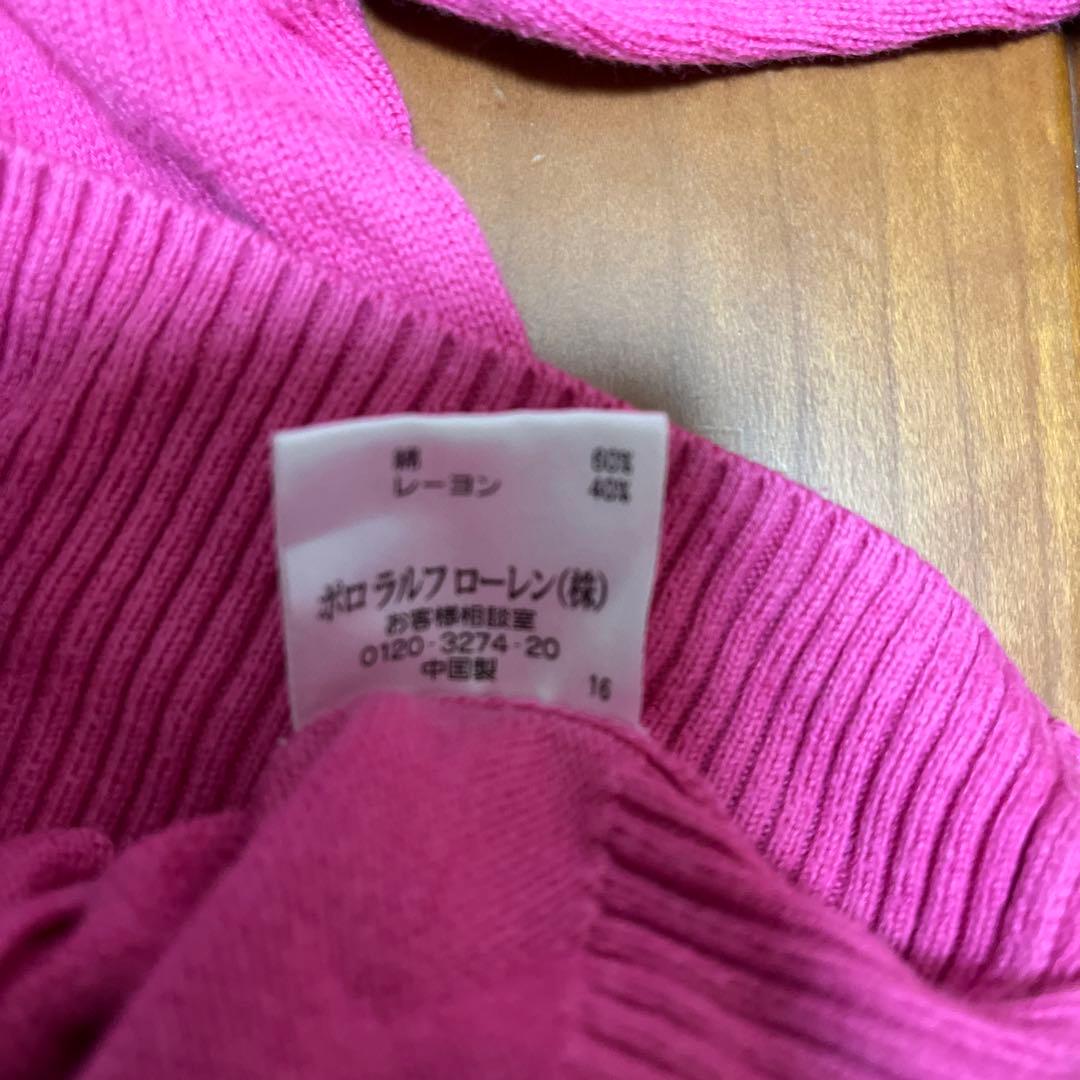 綿 60%
レーヨン 40%
ポロ ラルフ ローレン(株)
お客様相談室
0120-3274-20
中国製
16